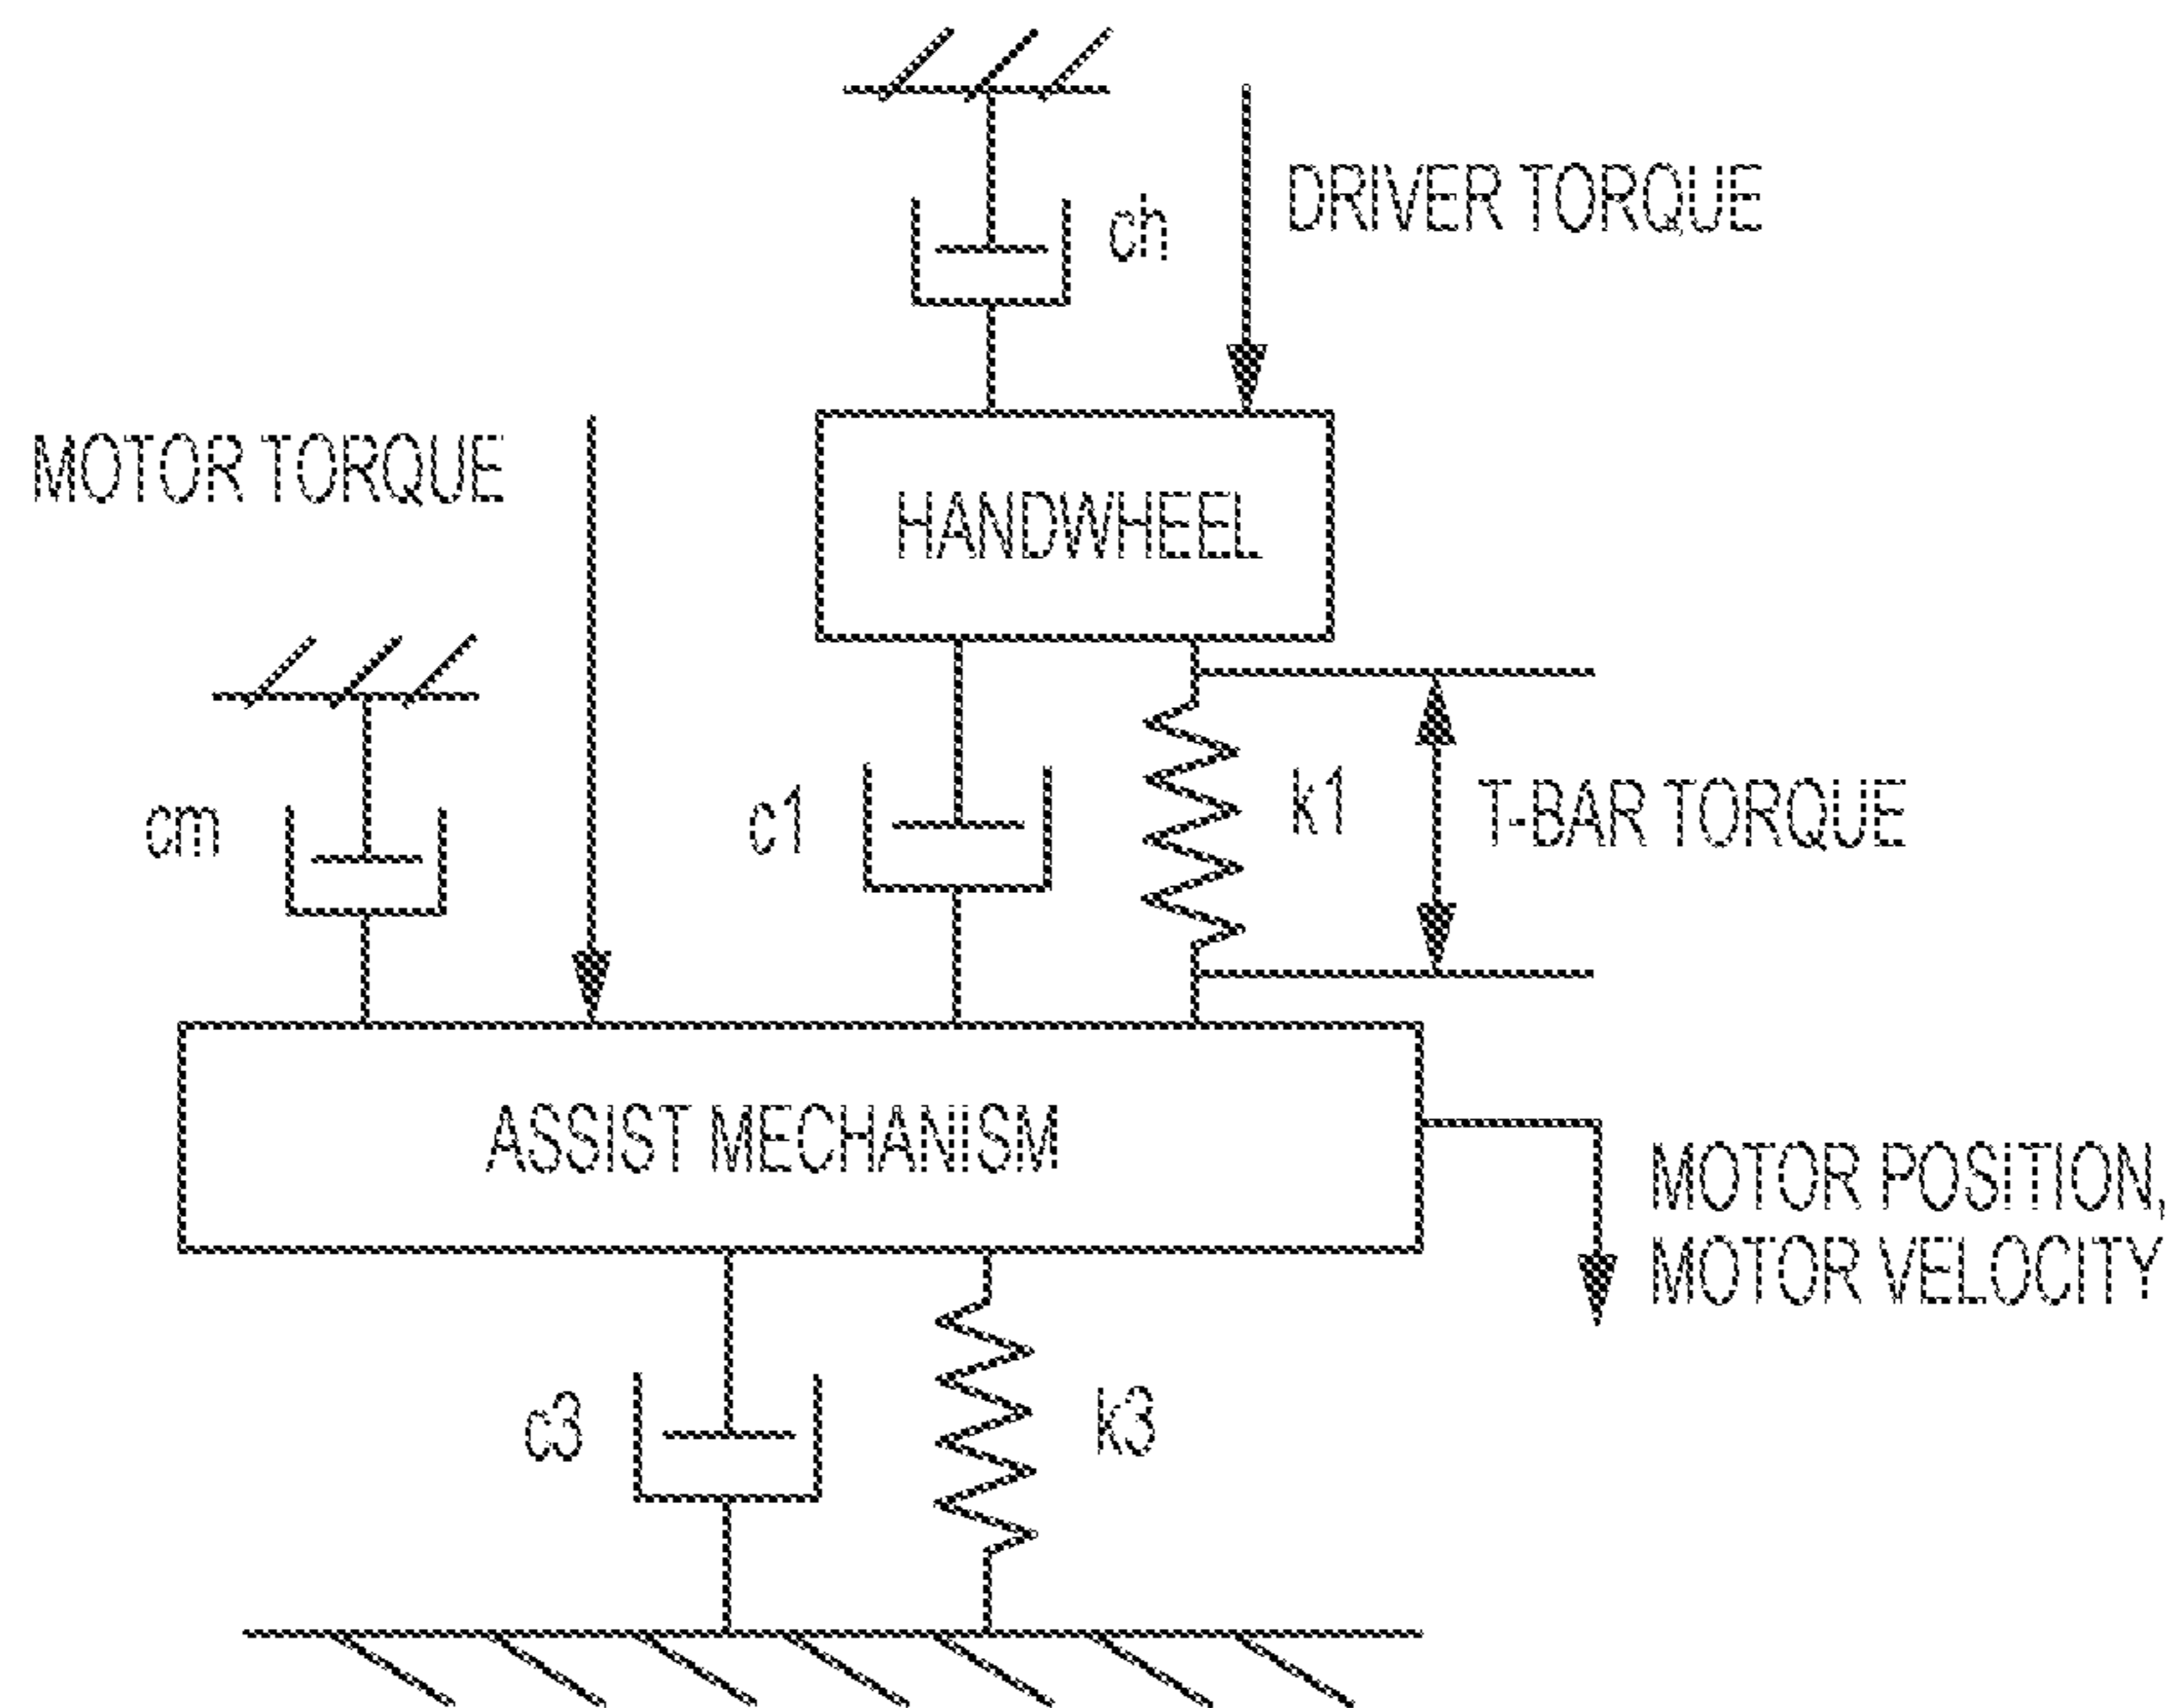 ch
DRIVER TORQUE
MOTOR TORQUE
HANDWHEEL
cm
c1
k1
T-BAR TORQUE
ASSIST MECHANISM
MOTOR POSITION,
MOTOR VELOCITY
c3
k3